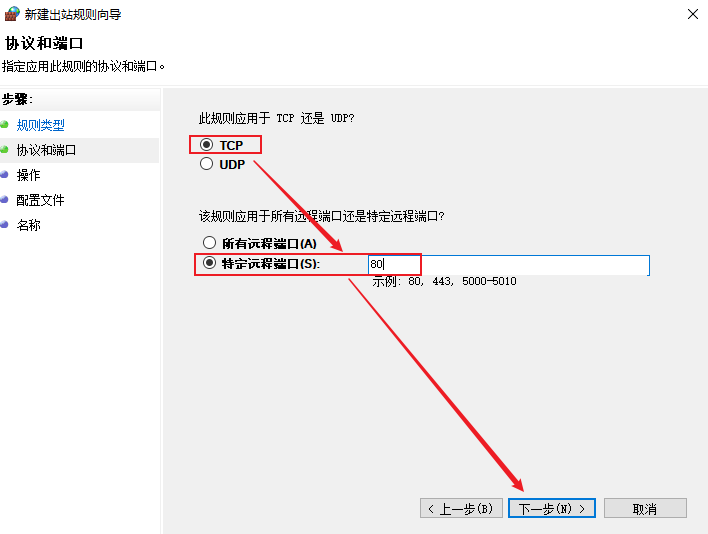 新建出站规则向导
协议和端口
指定应用此规则的协议和端口。
步骤:
规则类型
协议和端口
操作
配置文件
名称
此规则应用于 TCP 还是 UDP?
TCP
UDP
该规则应用于所有远程端口还是特定远程端口?
所有远程端口(A)
特定远程端口(S): 80
示例: 80, 443, 5000-5010
< 上一步(B) 下一步(N) > 取消